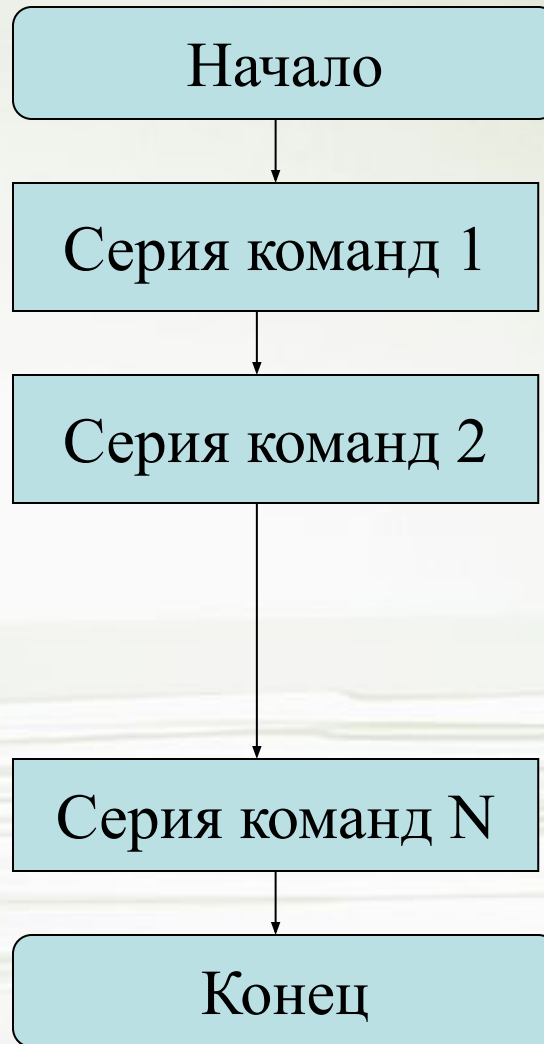 Начало
Серия команд 1
Серия команд 2
Серия команд N
Конец